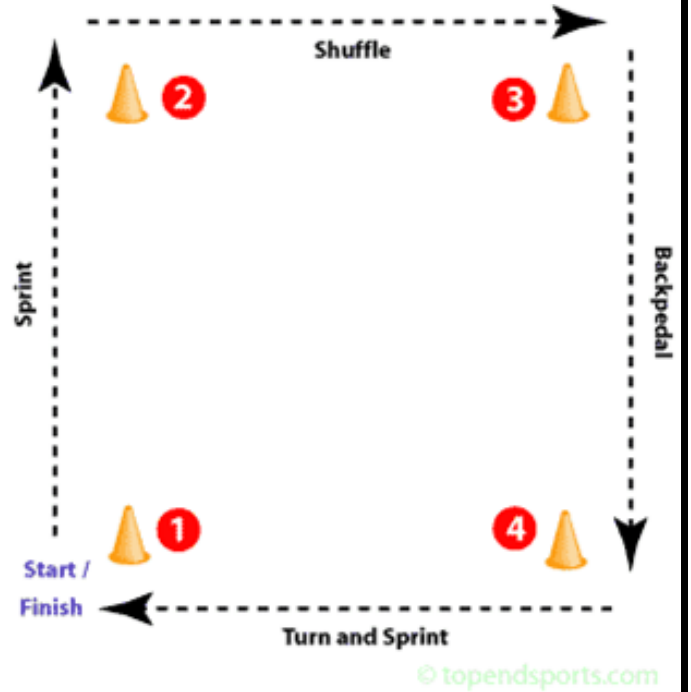 Shuffle
2
3
Sprint
Backpedal
1
4
Start /
Finish
Turn and Sprint
© topendsports.com